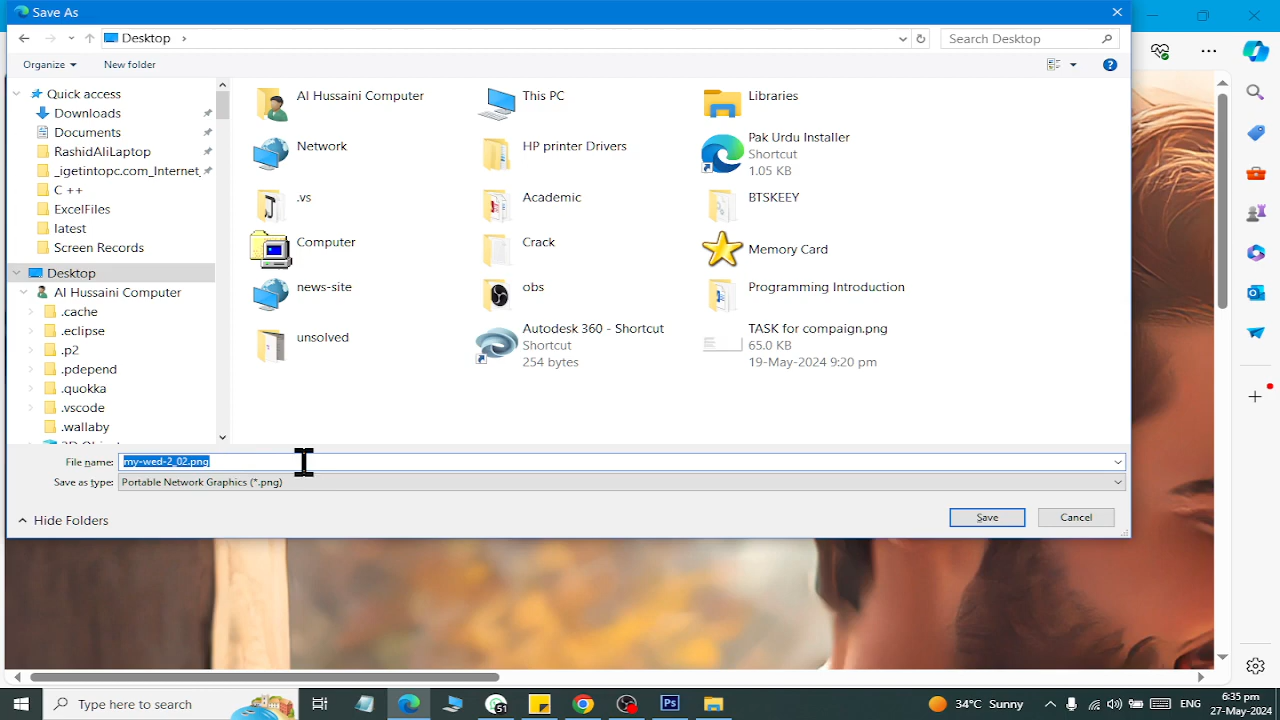 Save As
Desktop
Search Desktop
Organize
New folder
Quick access
Downloads
Documents
RashidAliLaptop
_igetintopc.com_Internet_
C ++
ExcelFiles
latest
Screen Records
Desktop
Al Hussaini Computer
.cache
.eclipse
.p2
.pdepend
.quokka
.vscode
.wallaby
Al Hussaini Computer
This PC
Libraries
Network
HP printer Drivers
Pak Urdu Installer
Shortcut
1.05 KB
.vs
Academic
BTSKEEY
Computer
Crack
Memory Card
news-site
obs
Programming Introduction
unsolved
Autodesk 360 - Shortcut
Shortcut
254 bytes
TASK for compaign.png
65.0 KB
19-May-2024 9:20 pm
File name: my-wed-2_02.png
Save as type: Portable Network Graphics (*.png)
Hide Folders
Save
Cancel
Type here to search
51
Ps
34°C Sunny
ENG
6:35 pm
27-May-2024